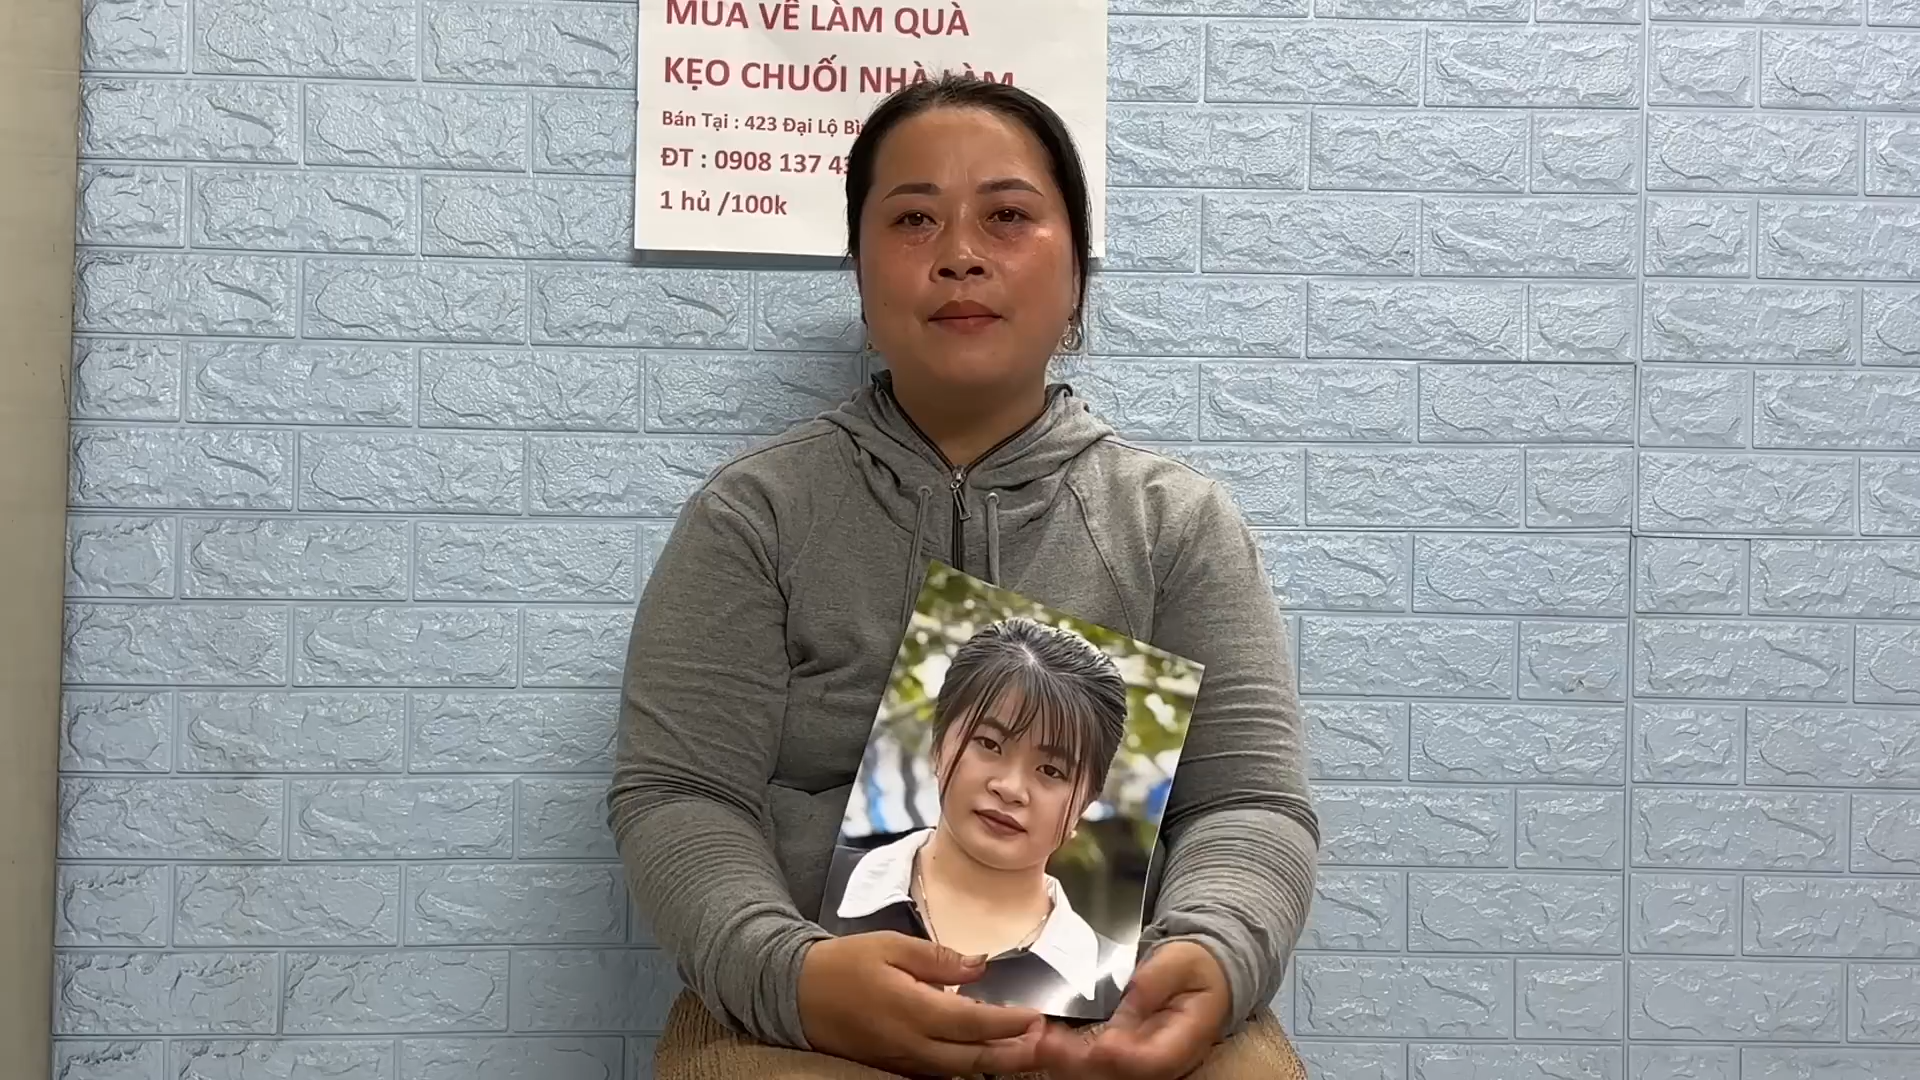 MUA VỀ LÀM QUÀ
KẸO CHUỐI NHÀ LÀM
Bán Tại : 423 Đại Lộ
ĐT : 0908 137
1 hủ /100k